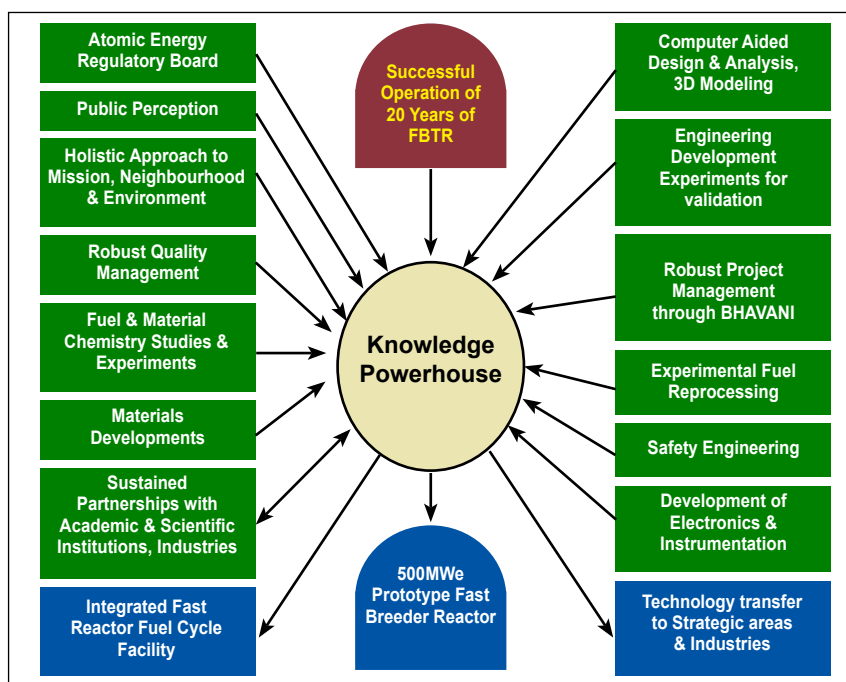 Atomic Energy
Regulatory Board
Public Perception
Holistic Approach to
Mission, Neighbourhood
& Environment
Robust Quality
Management
Fuel & Material
Chemistry Studies &
Experiments
Materials
Developments
Sustained
Partnerships with
Academic & Scientific
Institutions, Industries
Integrated Fast
Reactor Fuel Cycle
Facility
Successful
Operation of
20 Years of
FBTR
Knowledge
Powerhouse
500MWe
Prototype Fast
Breeder Reactor
Computer Aided
Design & Analysis,
3D Modeling
Engineering
Development
Experiments for
validation
Robust Project
Management
through BHAVANI
Experimental Fuel
Reprocessing
Safety Engineering
Development of
Electronics &
Instrumentation
Technology transfer
to Strategic areas
& Industries